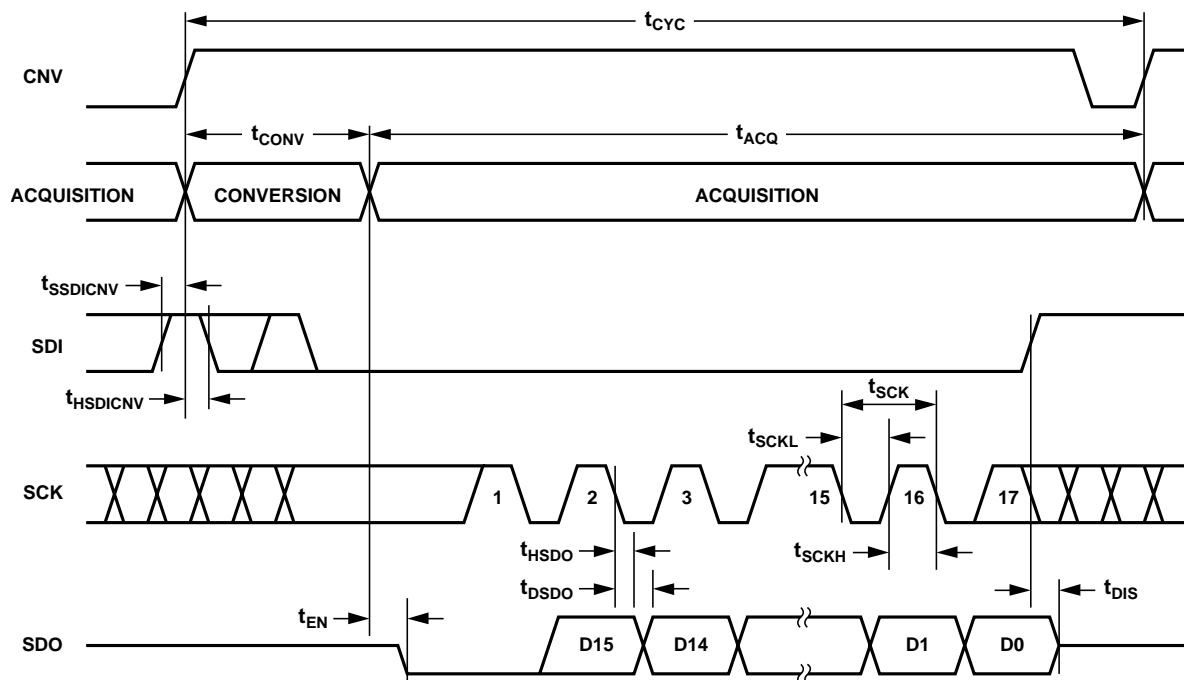 tCYC
CNV
tCONV
tACQ
ACQUISITION
CONVERSION
ACQUISITION
tSSDICNV
SDI
tHSDICNV
tSCK
tSCKL
SCK
1
2
3
15
16
17
tHSDO
tSCKH
tDSDO
tDIS
tEN
SDO
D15
D14
D1
D0